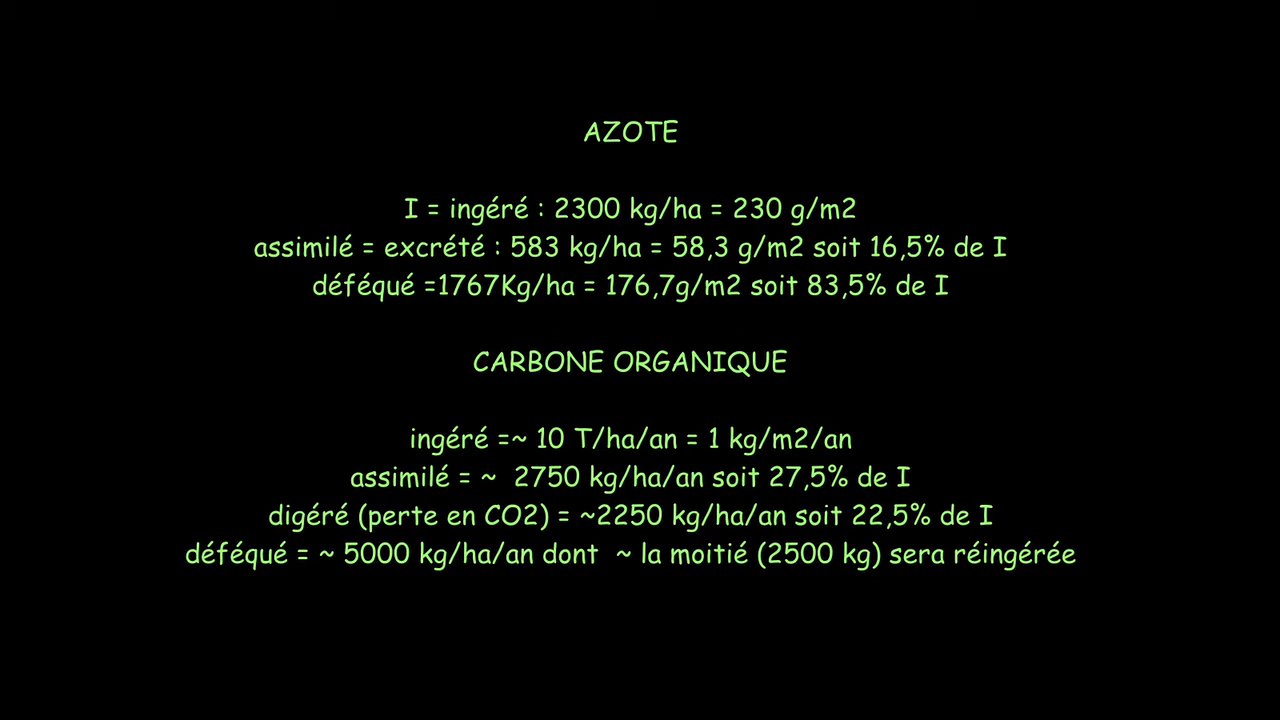 AZOTE
I = ingéré : 2300 kg/ha = 230 g/m2
assimilé = excrété : 583 kg/ha = 58,3 g/m2 soit 16,5% de I
déféqué =1767Kg/ha = 176,7g/m2 soit 83,5% de I
CARBONE ORGANIQUE
ingéré =~ 10 T/ha/an = 1 kg/m2/an
assimilé = ~  2750 kg/ha/an soit 27,5% de I
digéré (perte en CO2) = ~2250 kg/ha/an soit 22,5% de I
déféqué = ~ 5000 kg/ha/an dont  ~ la moitié (2500 kg) sera réingérée